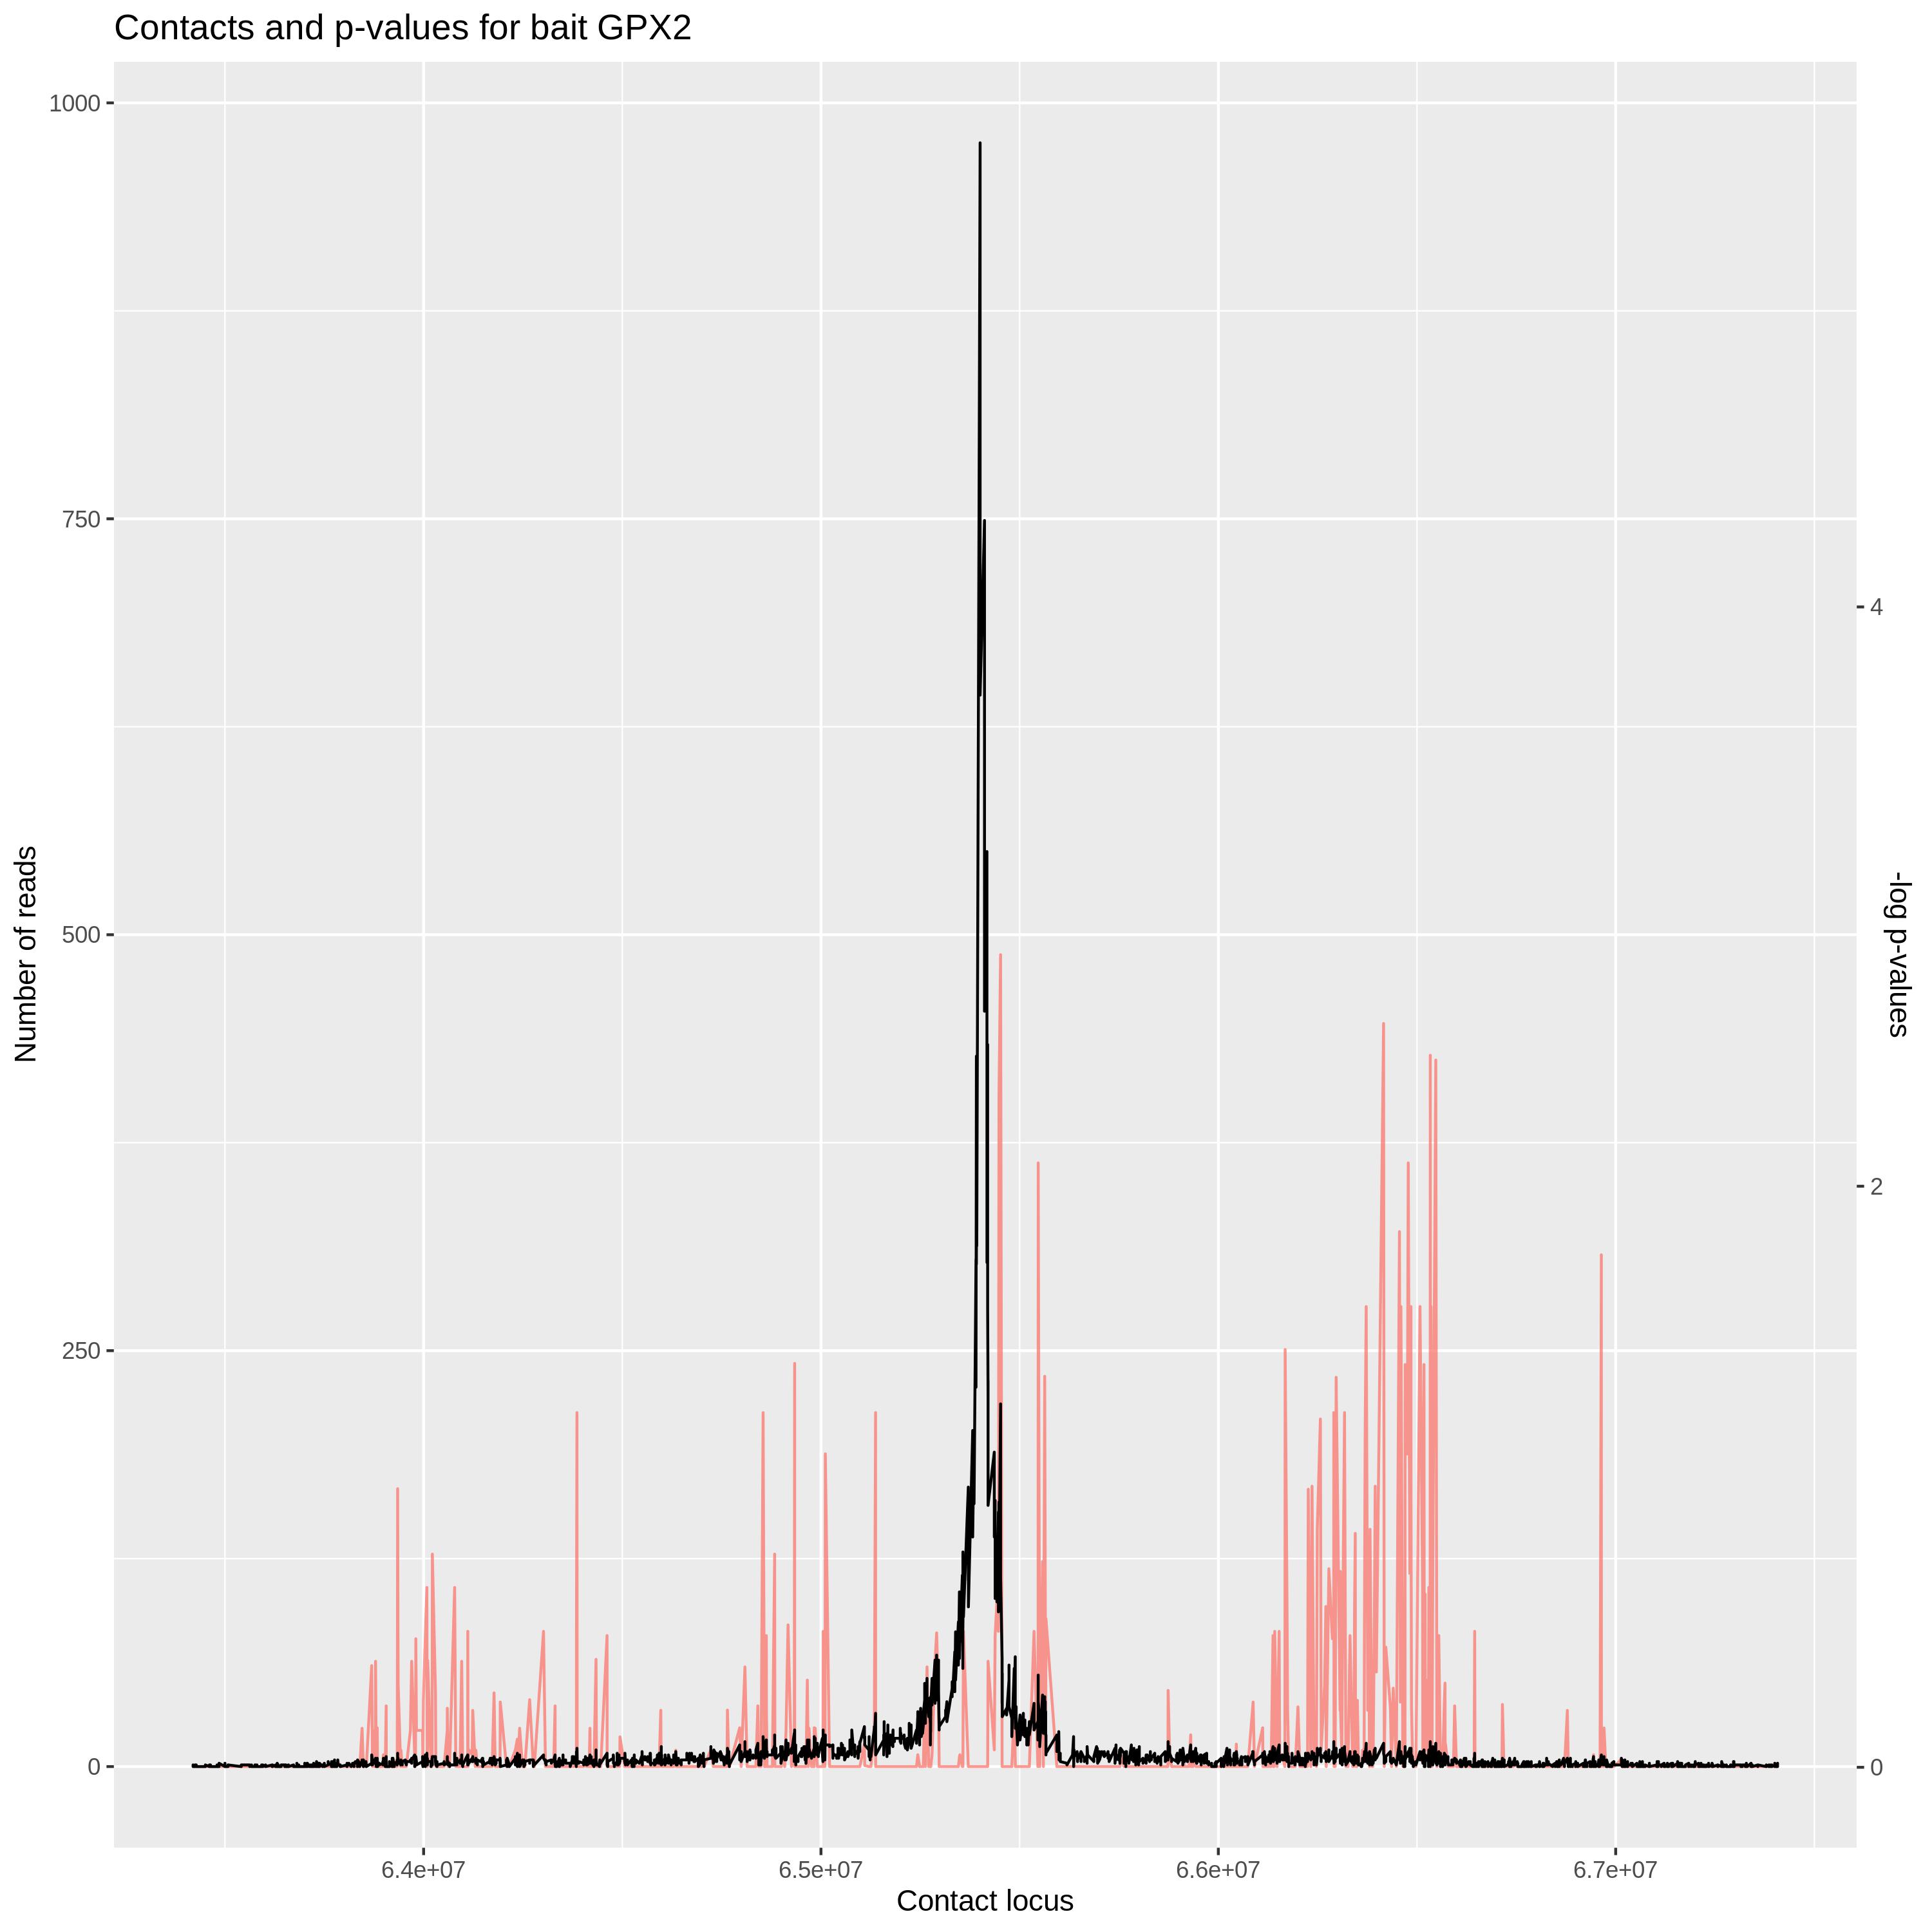 Contacts and p-values for bait GPX2
1000
750
500
250
0
Number of reads
4
2
0
-log p-values
6.4e+07
6.5e+07
6.6e+07
6.7e+07
Contact locus